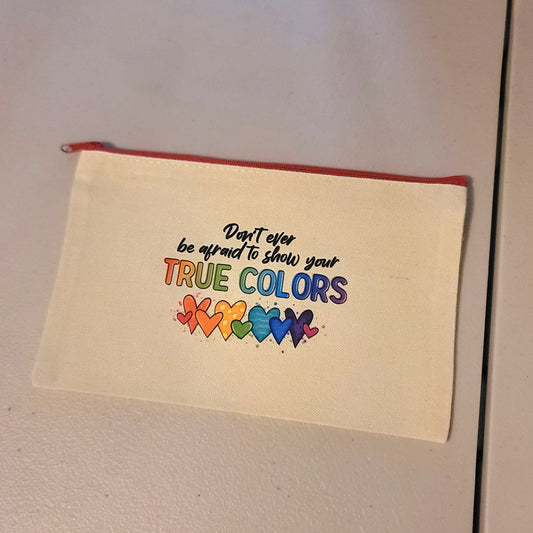 Don't ever
be afraid to show your
TRUE COLORS